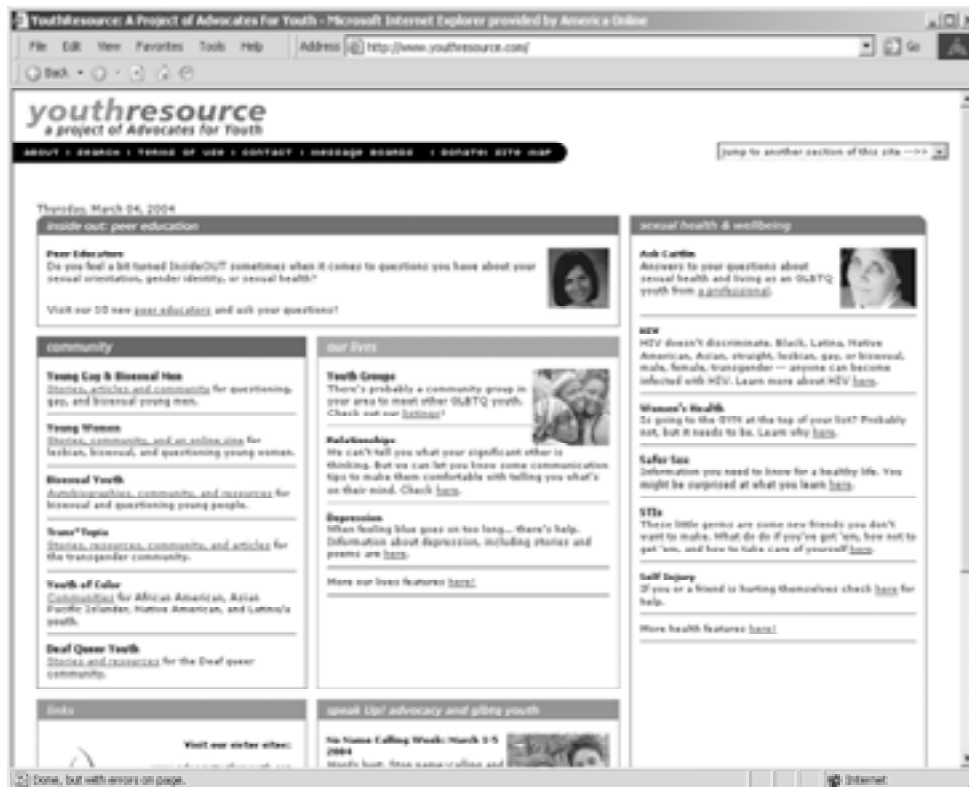 YouthResource: A Project of Advocates For Youth - Microsoft Internet Explorer provided by America Online
File Edit View Favorites Tools Help
Address http://www.youthresource.com/
Go
Back
youthresource
a project of Advocates for Youth
ABOUT : SEARCH : TERMS OF USE : CONTACT : MESSAGE BOARDS : DONATE: SITE MAP
jump to another section of this site -->>
Thursday, March 04, 2004
inside out: peer education
Peer Educators
Do you feel a bit turned InsideOUT sometimes when it comes to questions you have about your
sexual orientation, gender identity, or sexual health?
Visit our 10 new peer educators and ask your questions!
community
Young Gay & Bisexual Men
Stories, articles and community for questioning,
gay, and bisexual young men.
Young Women
Stories, community, and an online zine for
lesbian, bisexual, and questioning young women.
Bisexual Youth
Autobiographies, community, and resources for
bisexual and questioning young people.
Trans*Topia
Stories, resources, community, and articles for
the transgender community.
Youth of Color
Communities for African American, Asian
Pacific Islander, Native American, and Latino/a
youth.
Deaf Queer Youth
Stories and resources for the Deaf queer
community.
our lives
Youth Groups
There's probably a community group in
your area to meet other GLBTQ youth.
Check out our listings!
Relationships
We can't tell you what your significant other is
thinking. But we can let you know some communication
tips to make them comfortable with telling you what's
on their mind. Check here.
Depression
When feeling blue goes on too long... there's help.
Information about depression, including stories and
poems are here.
More our lives features here!
sexual health & wellbeing
Ask Caitlin
Answers to your questions about
sexual health and living as an GLBTQ
youth from a professional.
HIV
HIV doesn't discriminate. Black, Latina, Native
American, Asian, straight, lesbian, gay, or bisexual,
male, female, transgender — anyone can become
infected with HIV. Learn more about HIV here.
Women's Health
Is going to the GYN at the top of your list? Probably
not, but it needs to be. Learn why here.
Safer Sex
Information you need to know for a healthy life. You
might be surprised at what you learn here.
STIs
These little germs are some new friends you don't
want to make. What do do if you've got 'em, how not to
get 'em, and how to take care of yourself here.
Self Injury
If you or a friend is hurting themselves check here for
help.
More health features here!
links
Visit our sister sites:
speak Up! advocacy and glbtq youth
No Name Calling Week: March 1-5
2004
Words hurt. Stop name calling and
Done, but with errors on page.
Internet